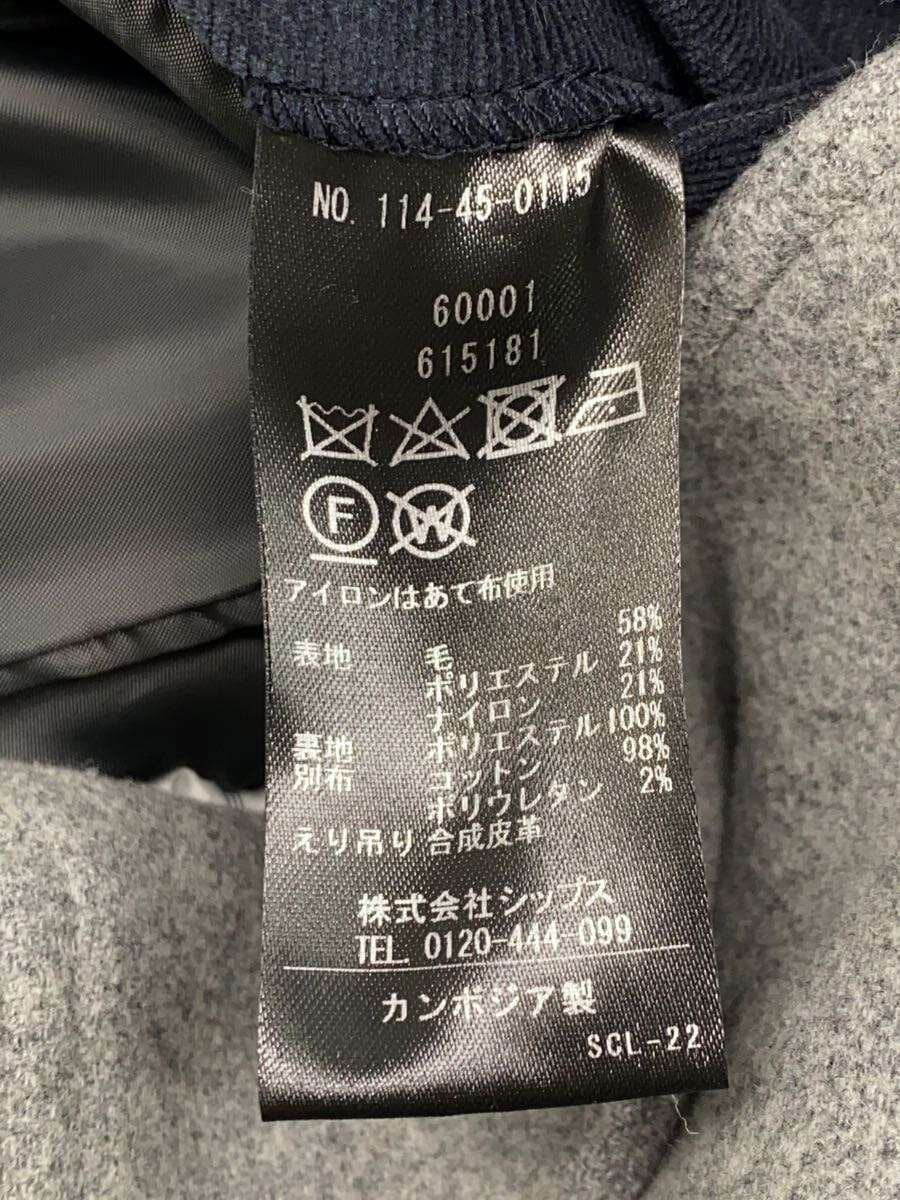 NO. 114-45-0115
60001
615181
F
W
アイロンはあて布使用
表地 毛 58%
ポリエステル 21%
ナイロン 21%
裏地 ポリエステル 100%
別布 コットン 98%
ポリウレタン 2%
えり吊り 合成皮革
株式会社シップス
TEL. 0120-444-099
カンボジア製
SCL-22